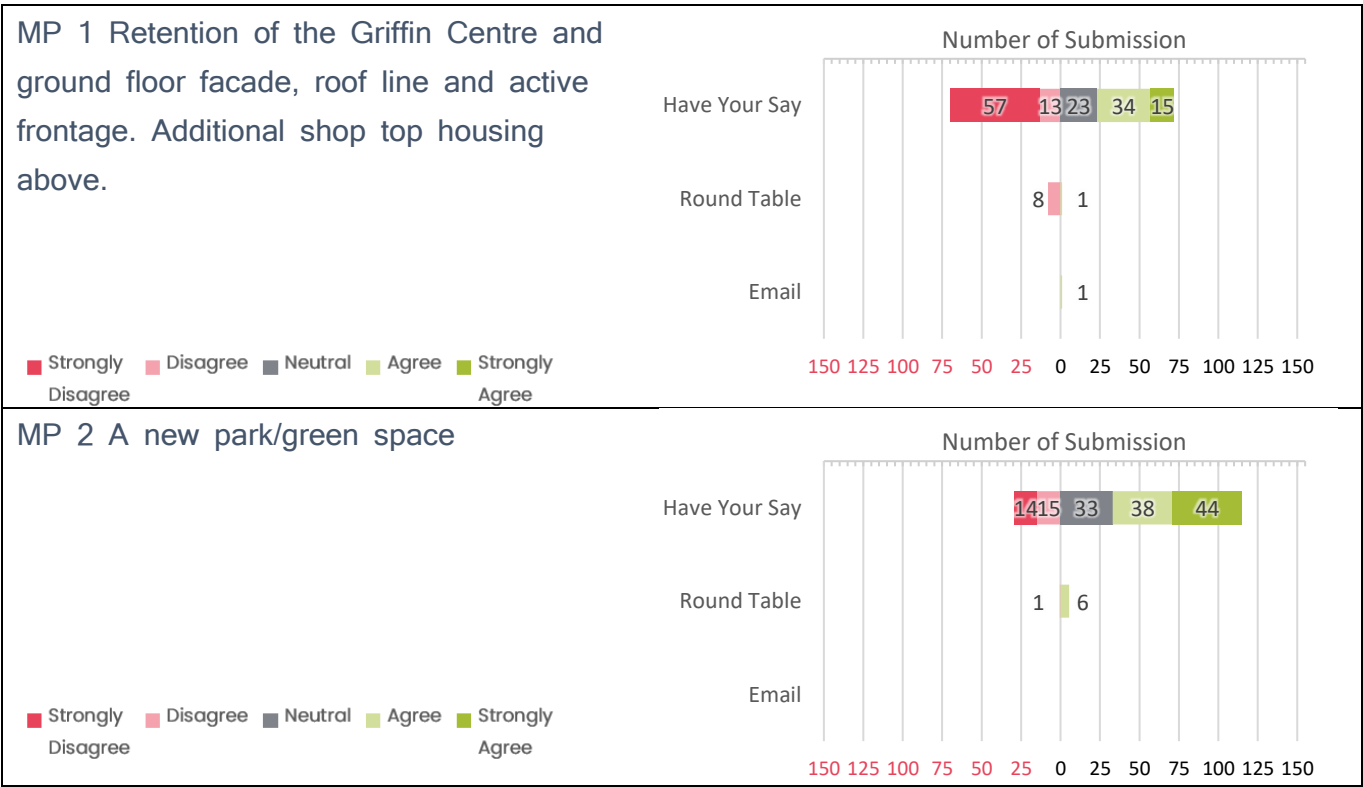 MP 1 Retention of the Griffin Centre and
ground floor facade, roof line and active
frontage. Additional shop top housing
above.
Number of Submission
Have Your Say
57 13 23 34 15
Round Table
8 1
Email
1
150 125 100 75 50 25 0 25 50 75 100 125 150
Strongly Disagree Neutral Agree Strongly
Disagree Agree
MP 2 A new park/green space
Number of Submission
Have Your Say
14 15 33 38 44
Round Table
1 6
Email
150 125 100 75 50 25 0 25 50 75 100 125 150
Strongly Disagree Neutral Agree Strongly
Disagree Agree